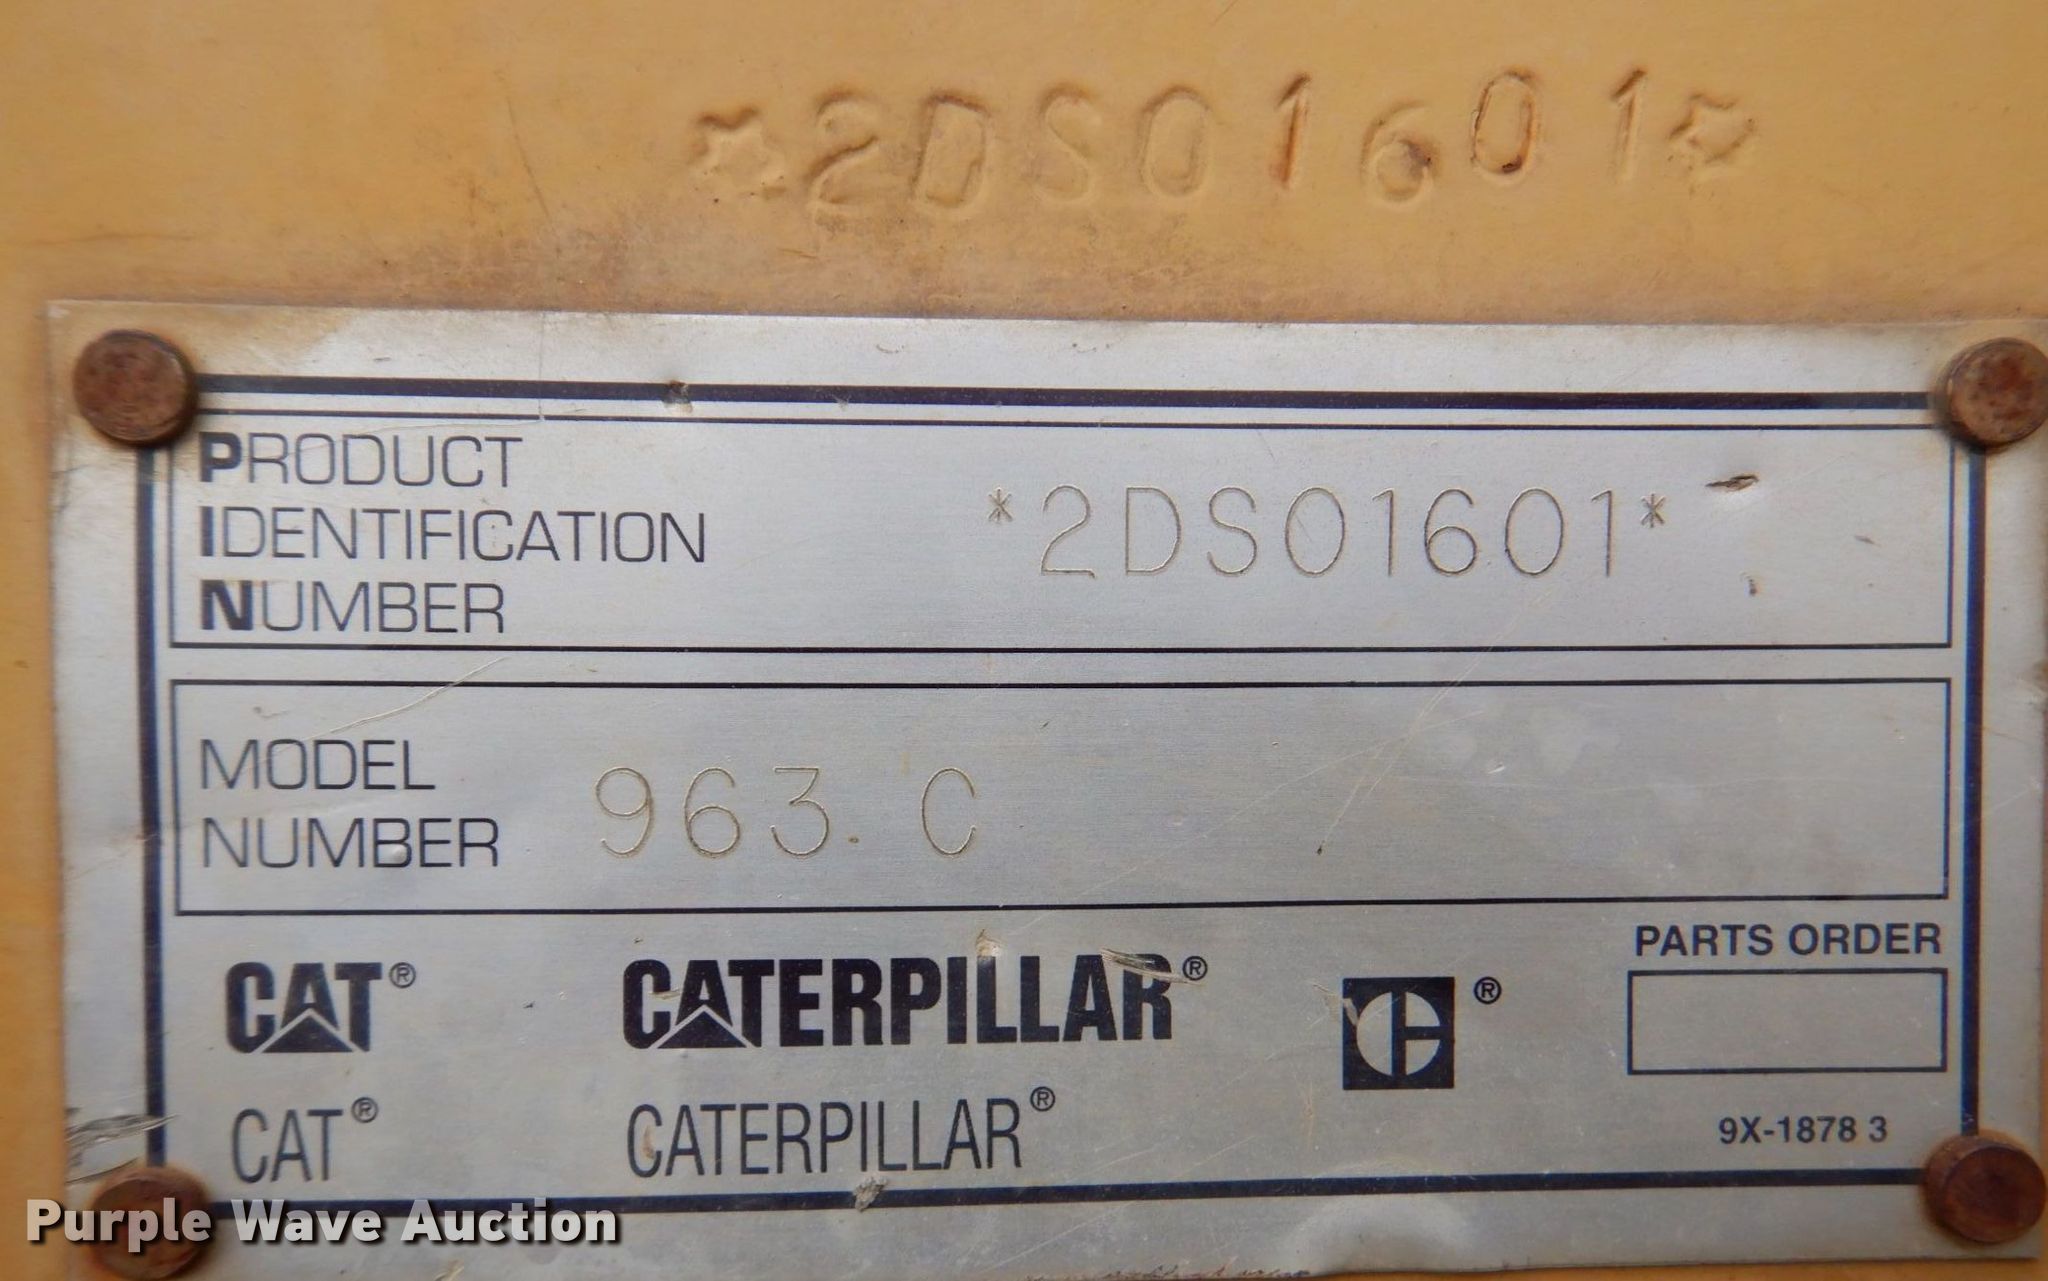 ☆2DS01601☆
PRODUCT
IDENTIFICATION
NUMBER
*2DS01601*
MODEL
NUMBER
963 C
PARTS ORDER
CAT® CATERPILLAR® ®
CAT® CATERPILLAR®
9X-1878 3
Purple Wave Auction